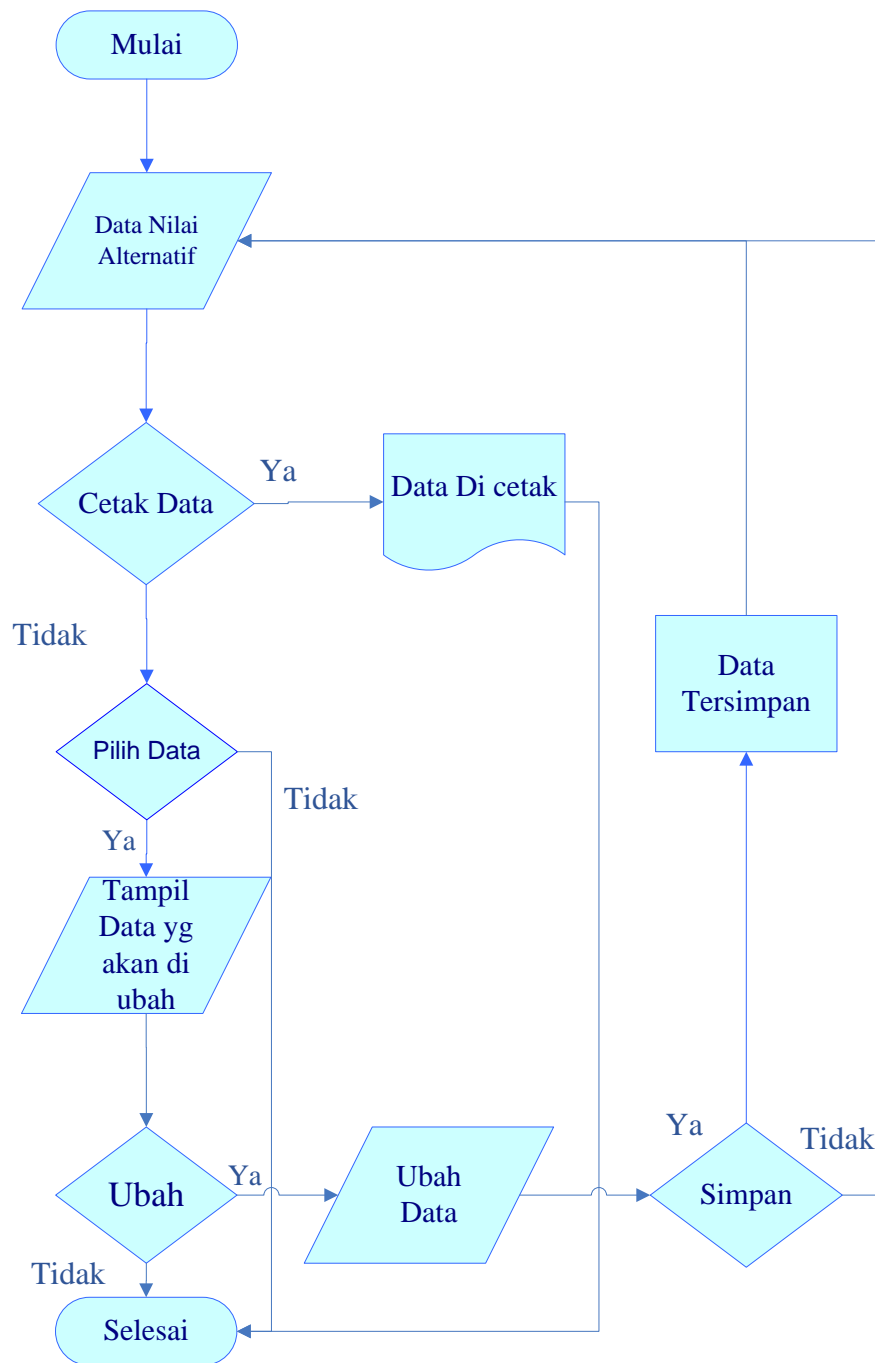 Mulai
Data Nilai
Alternatif
Cetak Data
Ya
Data Di cetak
Tidak
Pilih Data
Tidak
Ya
Tampil
Data yg
akan di
ubah
Data
Tersimpan
Ubah
Ya
Ubah
Data
Ya
Simpan
Tidak
Tidak
Selesai